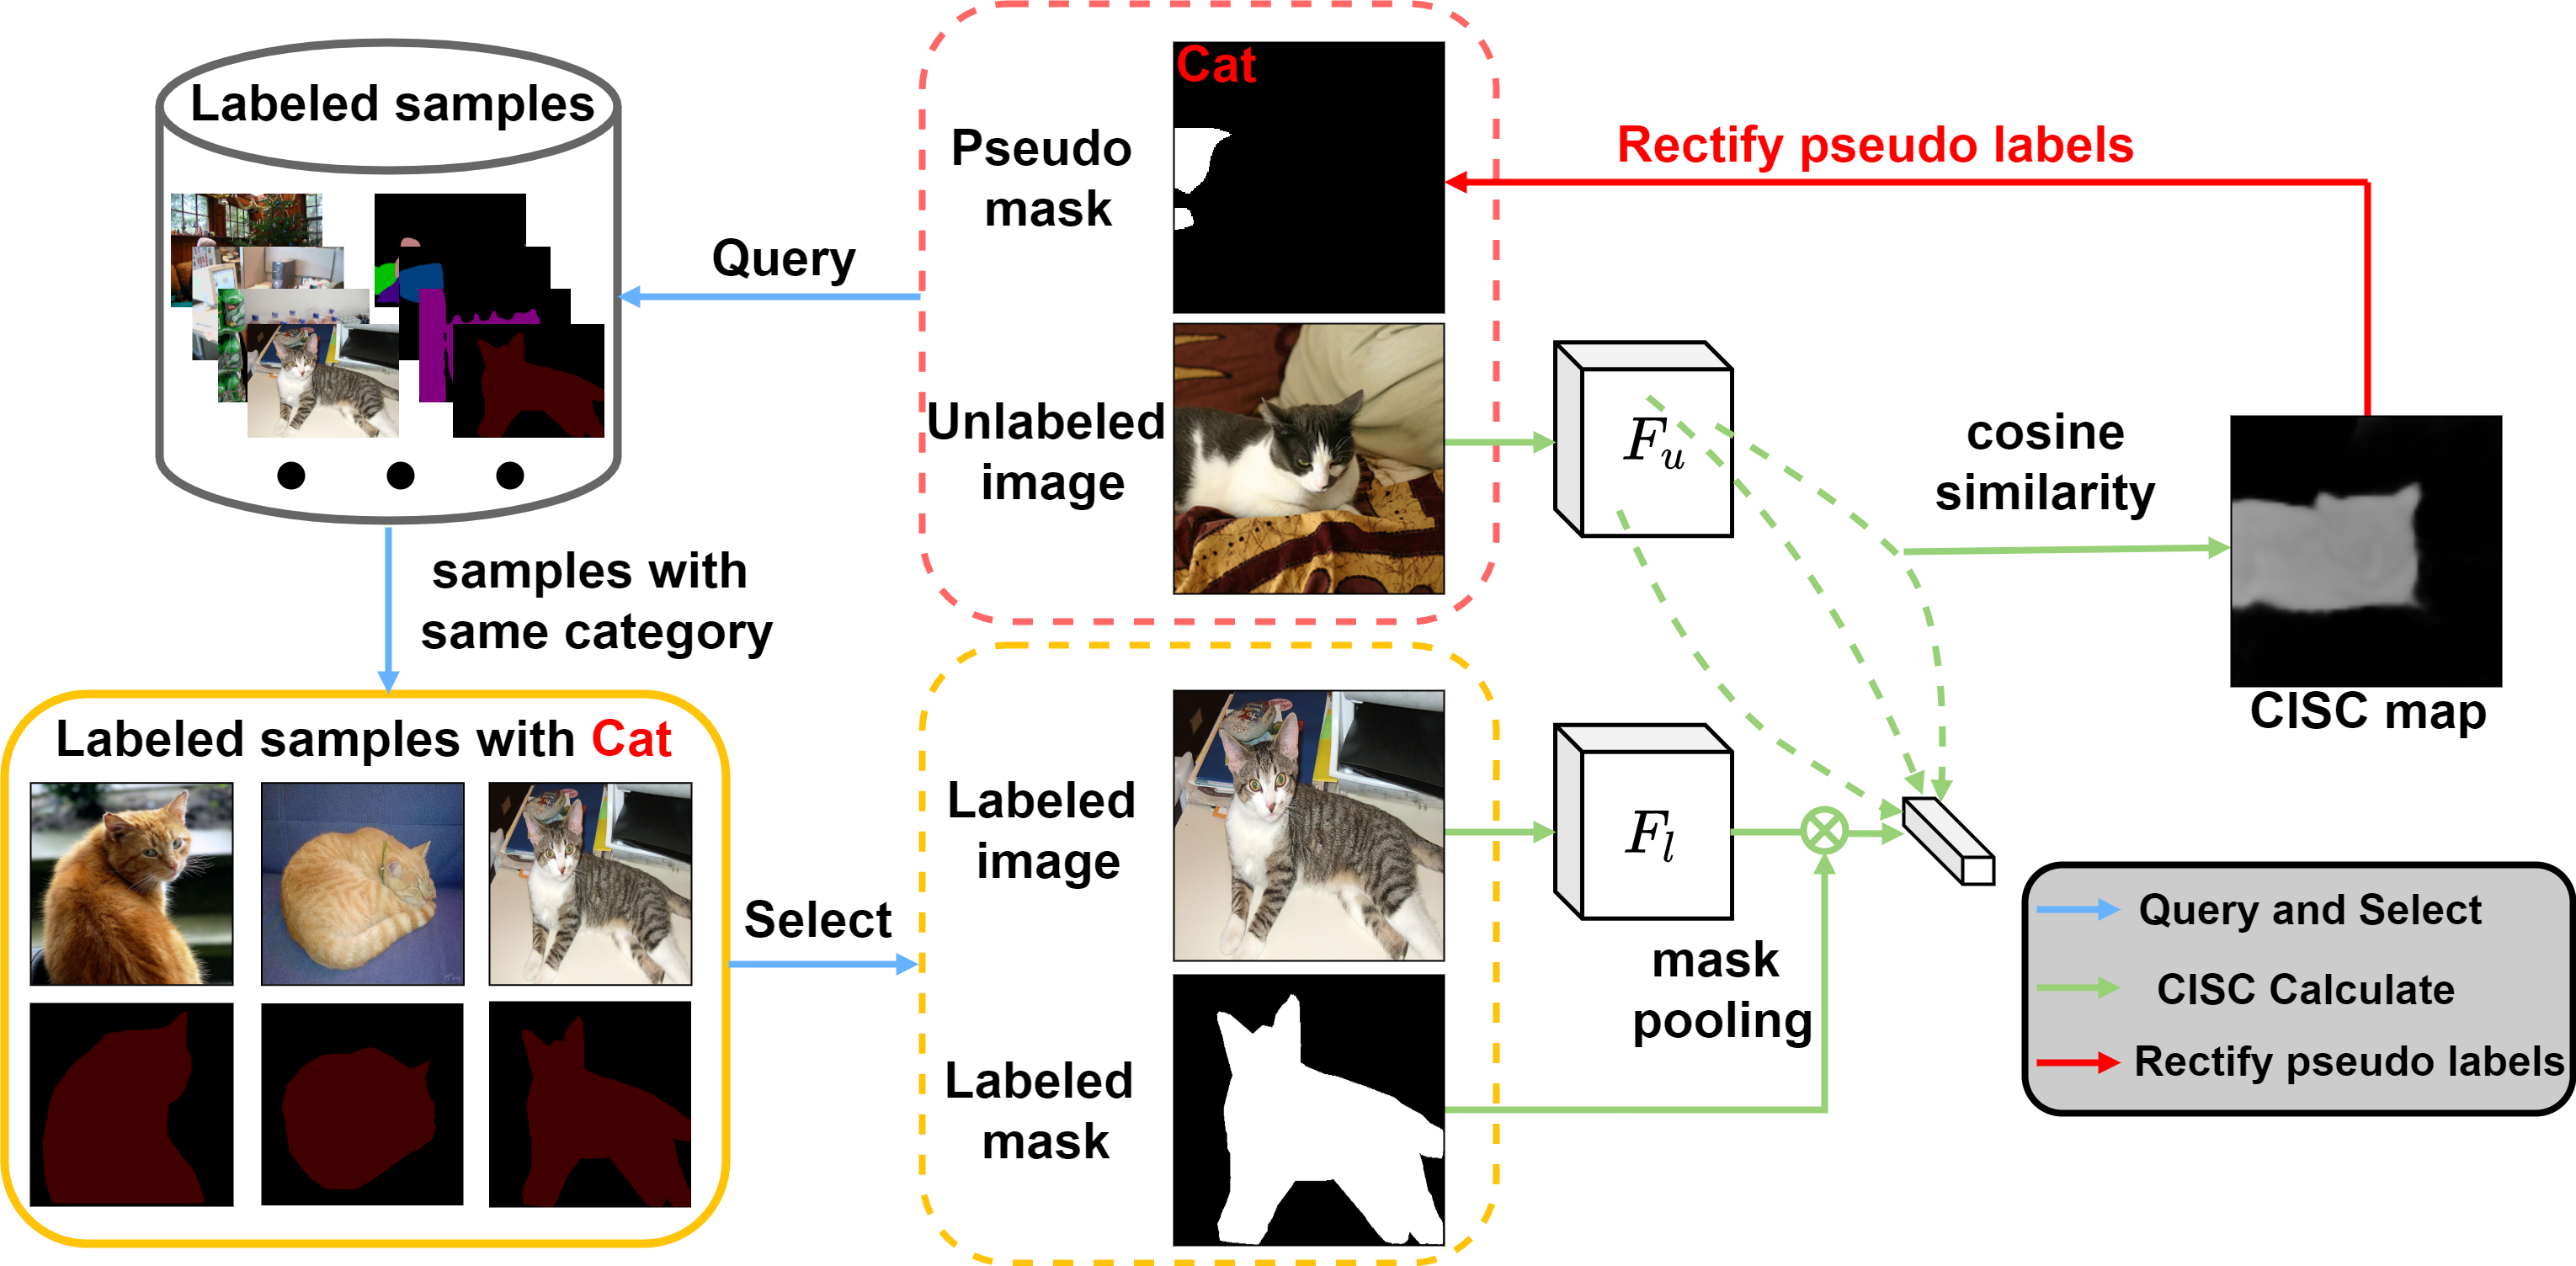 Labeled samples
Query
samples with
same category
Labeled samples with Cat
Select
Cat
Pseudo
mask
Unlabeled
image
Labeled
image
Labeled
mask
Rectify pseudo labels
F_u
F_l
mask
pooling
cosine
similarity
CISC map
Query and Select
CISC Calculate
Rectify pseudo labels